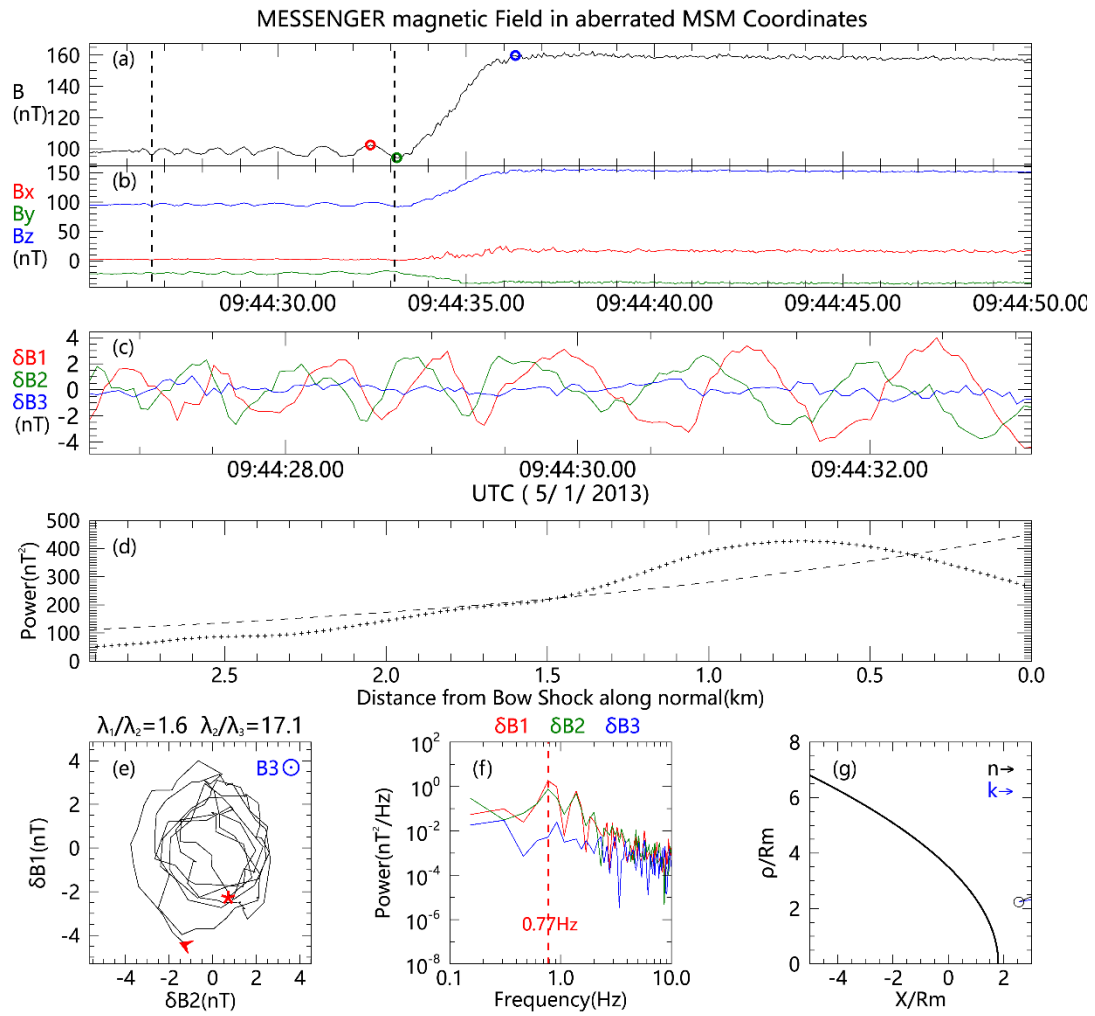 MESSENGER magnetic Field in aberrated MSM Coordinates
(a)
B
(nT)
160
140
120
100
(b)
Bx
By
Bz
(nT)
150
100
50
0
09:44:30.00 09:44:35.00 09:44:40.00 09:44:45.00 09:44:50.00
(c)
δB1
δB2
δB3
(nT)
4
2
0
-2
-4
09:44:28.00 09:44:30.00 09:44:32.00
UTC ( 5/ 1/ 2013)
(d)
Power(nT²)
500
400
300
200
100
0
2.5 2.0 1.5 1.0 0.5 0.0
Distance from Bow Shock along normal(km)
λ₁/λ₂=1.6 λ₂/λ₃=17.1
(e)
B3
δB1(nT)
4
2
0
-2
-4
-4 -2 0 2 4
δB2(nT)
δB1 δB2 δB3
(f)
Power(nT²/Hz)
10²
10⁰
10⁻²
10⁻⁴
10⁻⁶
10⁻⁸
0.77Hz
0.1 1.0 10.0
Frequency(Hz)
(g)
n→
k→
ρ/Rm
8
6
4
2
0
-4 -2 0 2
X/Rm